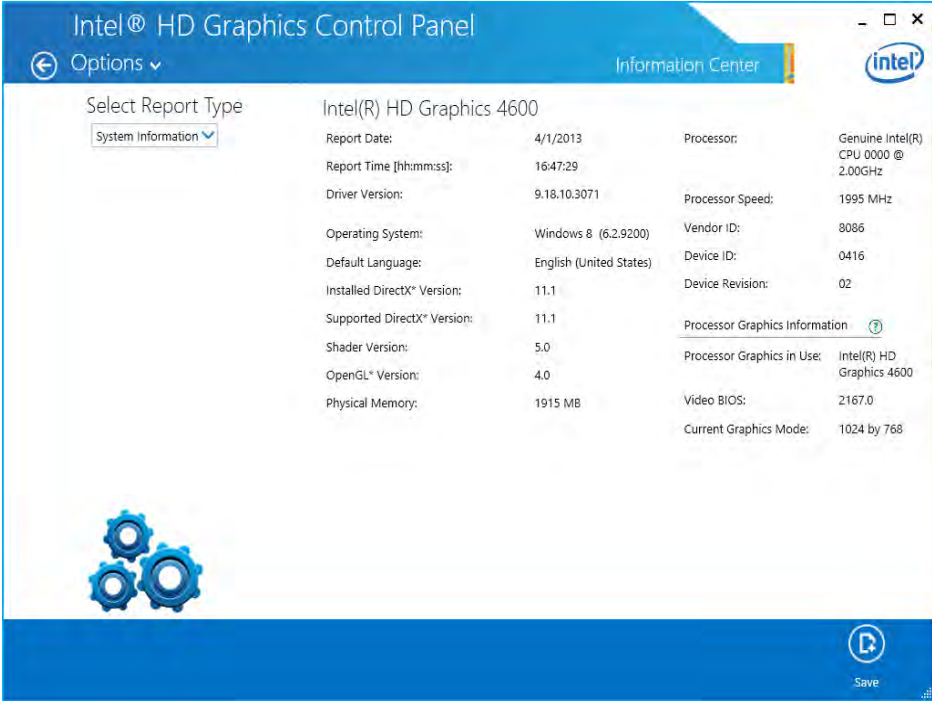 Intel® HD Graphics Control Panel
Options
Information Center
intel
Select Report Type
System Information
Intel(R) HD Graphics 4600
Report Date: 4/1/2013
Report Time [hh:mm:ss]: 16:47:29
Driver Version: 9.18.10.3071
Operating System: Windows 8 (6.2.9200)
Default Language: English (United States)
Installed DirectX* Version: 11.1
Supported DirectX* Version: 11.1
Shader Version: 5.0
OpenGL* Version: 4.0
Physical Memory: 1915 MB
Processor: Genuine Intel(R)
CPU 0000 @
2.00GHz
Processor Speed: 1995 MHz
Vendor ID: 8086
Device ID: 0416
Device Revision: 02
Processor Graphics Information ?
Processor Graphics in Use: Intel(R) HD
Graphics 4600
Video BIOS: 2167.0
Current Graphics Mode: 1024 by 768
Save